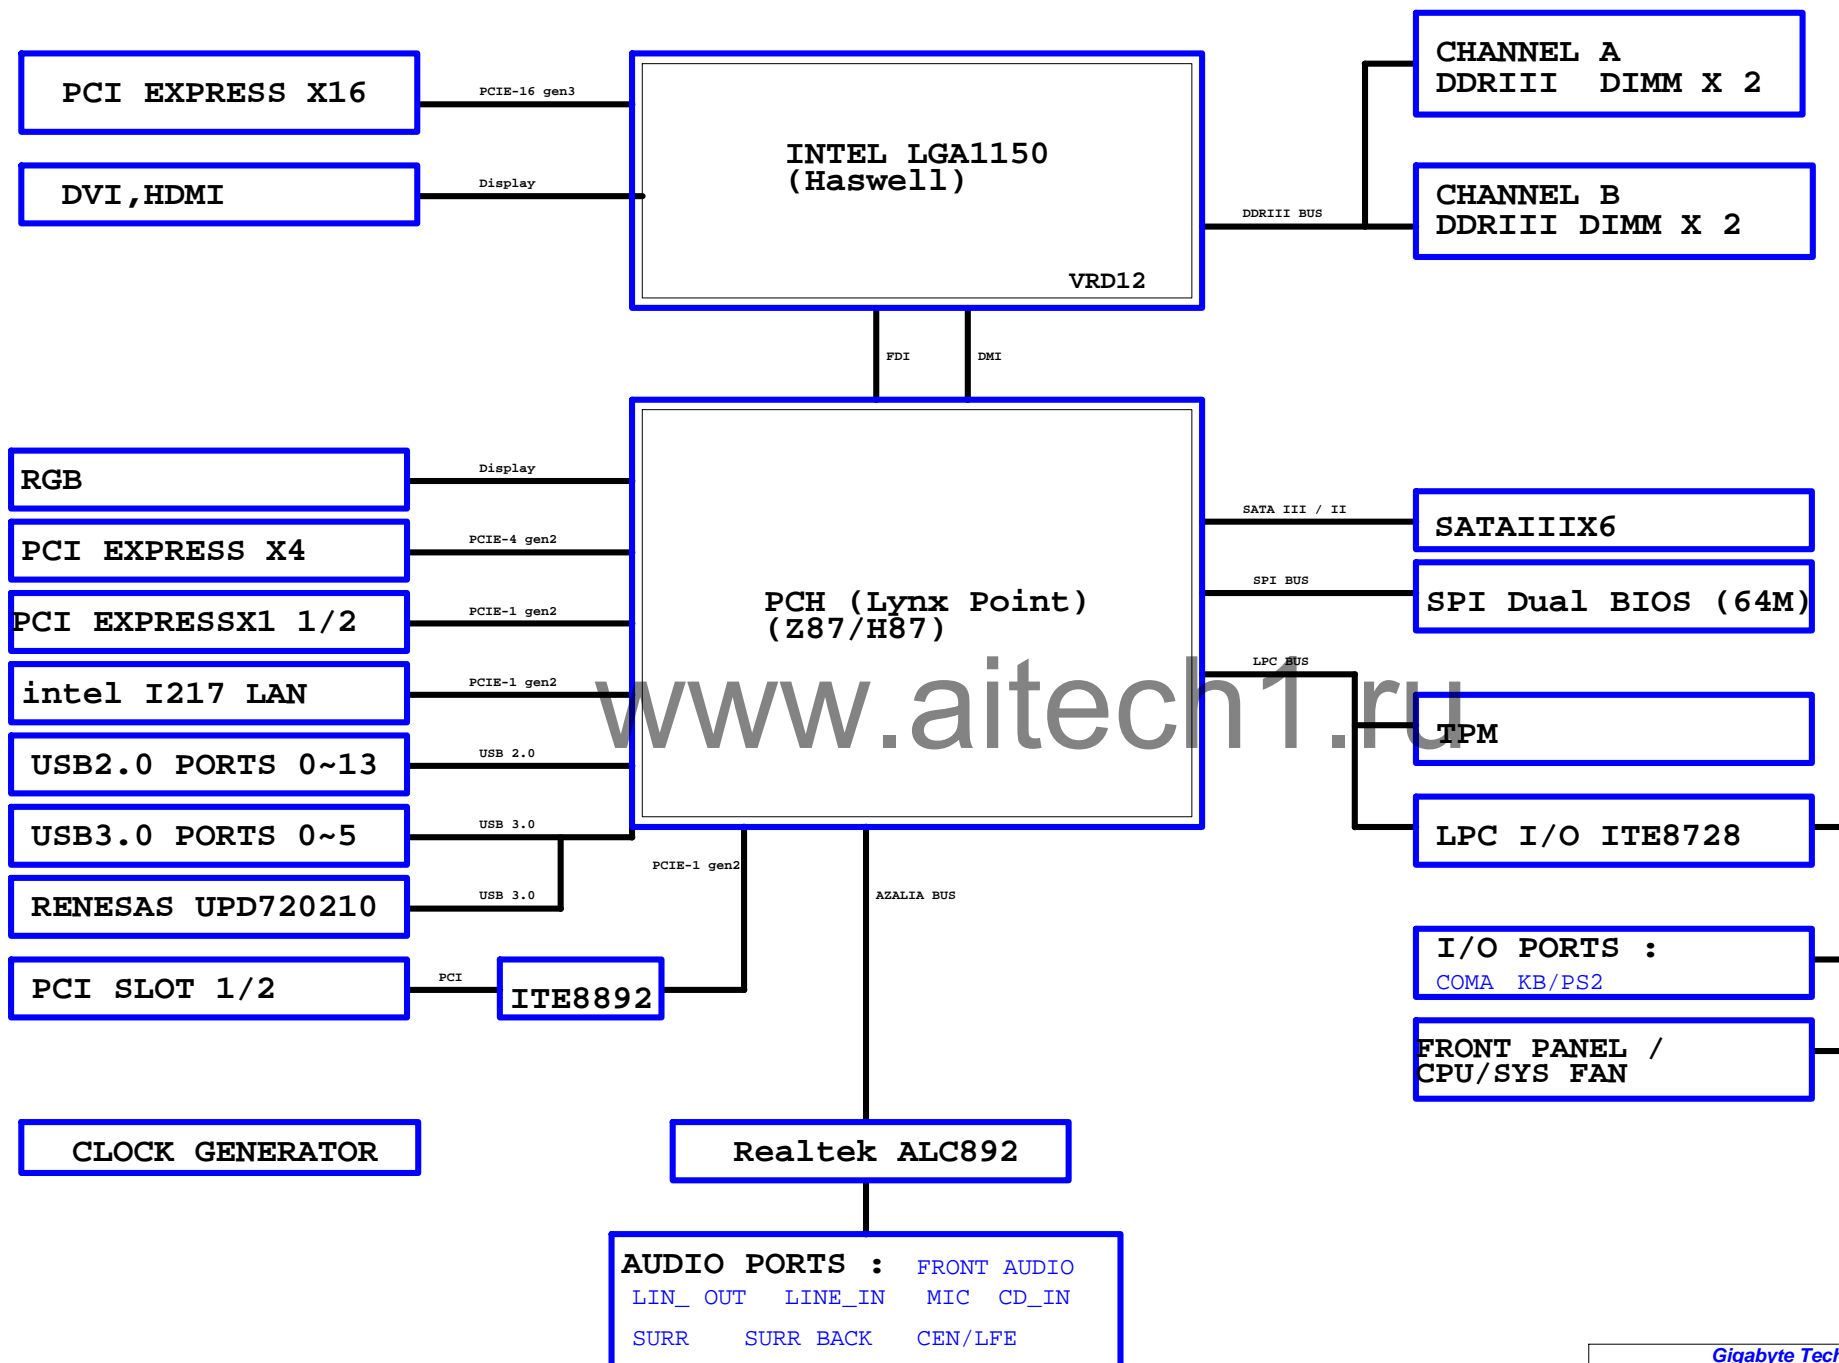 PCI EXPRESS X16
PCIE-16 gen3
DVI,HDMI
Display
INTEL LGA1150
(Haswell)
VRD12
CHANNEL A
DDRIII DIMM X 2
DDRIII BUS
CHANNEL B
DDRIII DIMM X 2
FDI
DMI
RGB
Display
PCI EXPRESS X4
PCIE-4 gen2
PCI EXPRESSX1 1/2
PCIE-1 gen2
intel I217 LAN
PCIE-1 gen2
USB2.0 PORTS 0~13
USB 2.0
USB3.0 PORTS 0~5
USB 3.0
RENESAS UPD720210
USB 3.0
PCI SLOT 1/2
PCI
ITE8892
PCIE-1 gen2
PCH (Lynx Point)
(Z87/H87)
www.aitech1.ru
SATA III / II
SATAIIIX6
SPI BUS
SPI Dual BIOS (64M)
LPC BUS
TPM
LPC I/O ITE8728
I/O PORTS :
COMA KB/PS2
FRONT PANEL /
CPU/SYS FAN
AZALIA BUS
CLOCK GENERATOR
Realtek ALC892
AUDIO PORTS : FRONT AUDIO
LIN_ OUT LINE_IN MIC CD_IN
SURR SURR BACK CEN/LFE
Gigabyte Tech